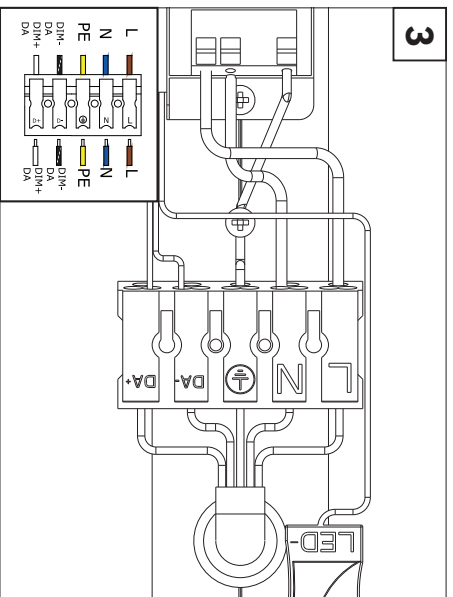 3
L
N
PE
DIM-
DA
DIM+
DA
D+
D-
N
L
L
N
PE
DIM-
DA
DIM+
DA
DA+
DA-
N
L
LED-